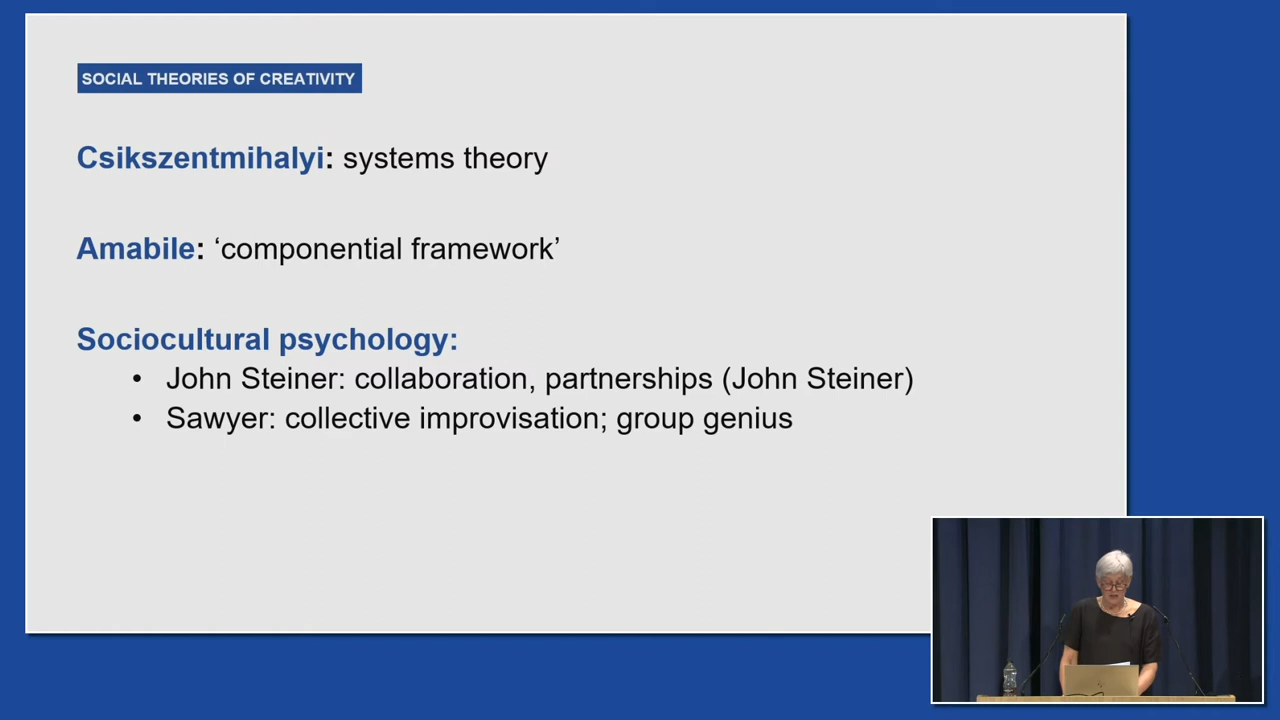 SOCIAL THEORIES OF CREATIVITY
Csikszentmihalyi: systems theory
Amabile: ‘componential framework’
Sociocultural psychology:
• John Steiner: collaboration, partnerships (John Steiner)
• Sawyer: collective improvisation; group genius